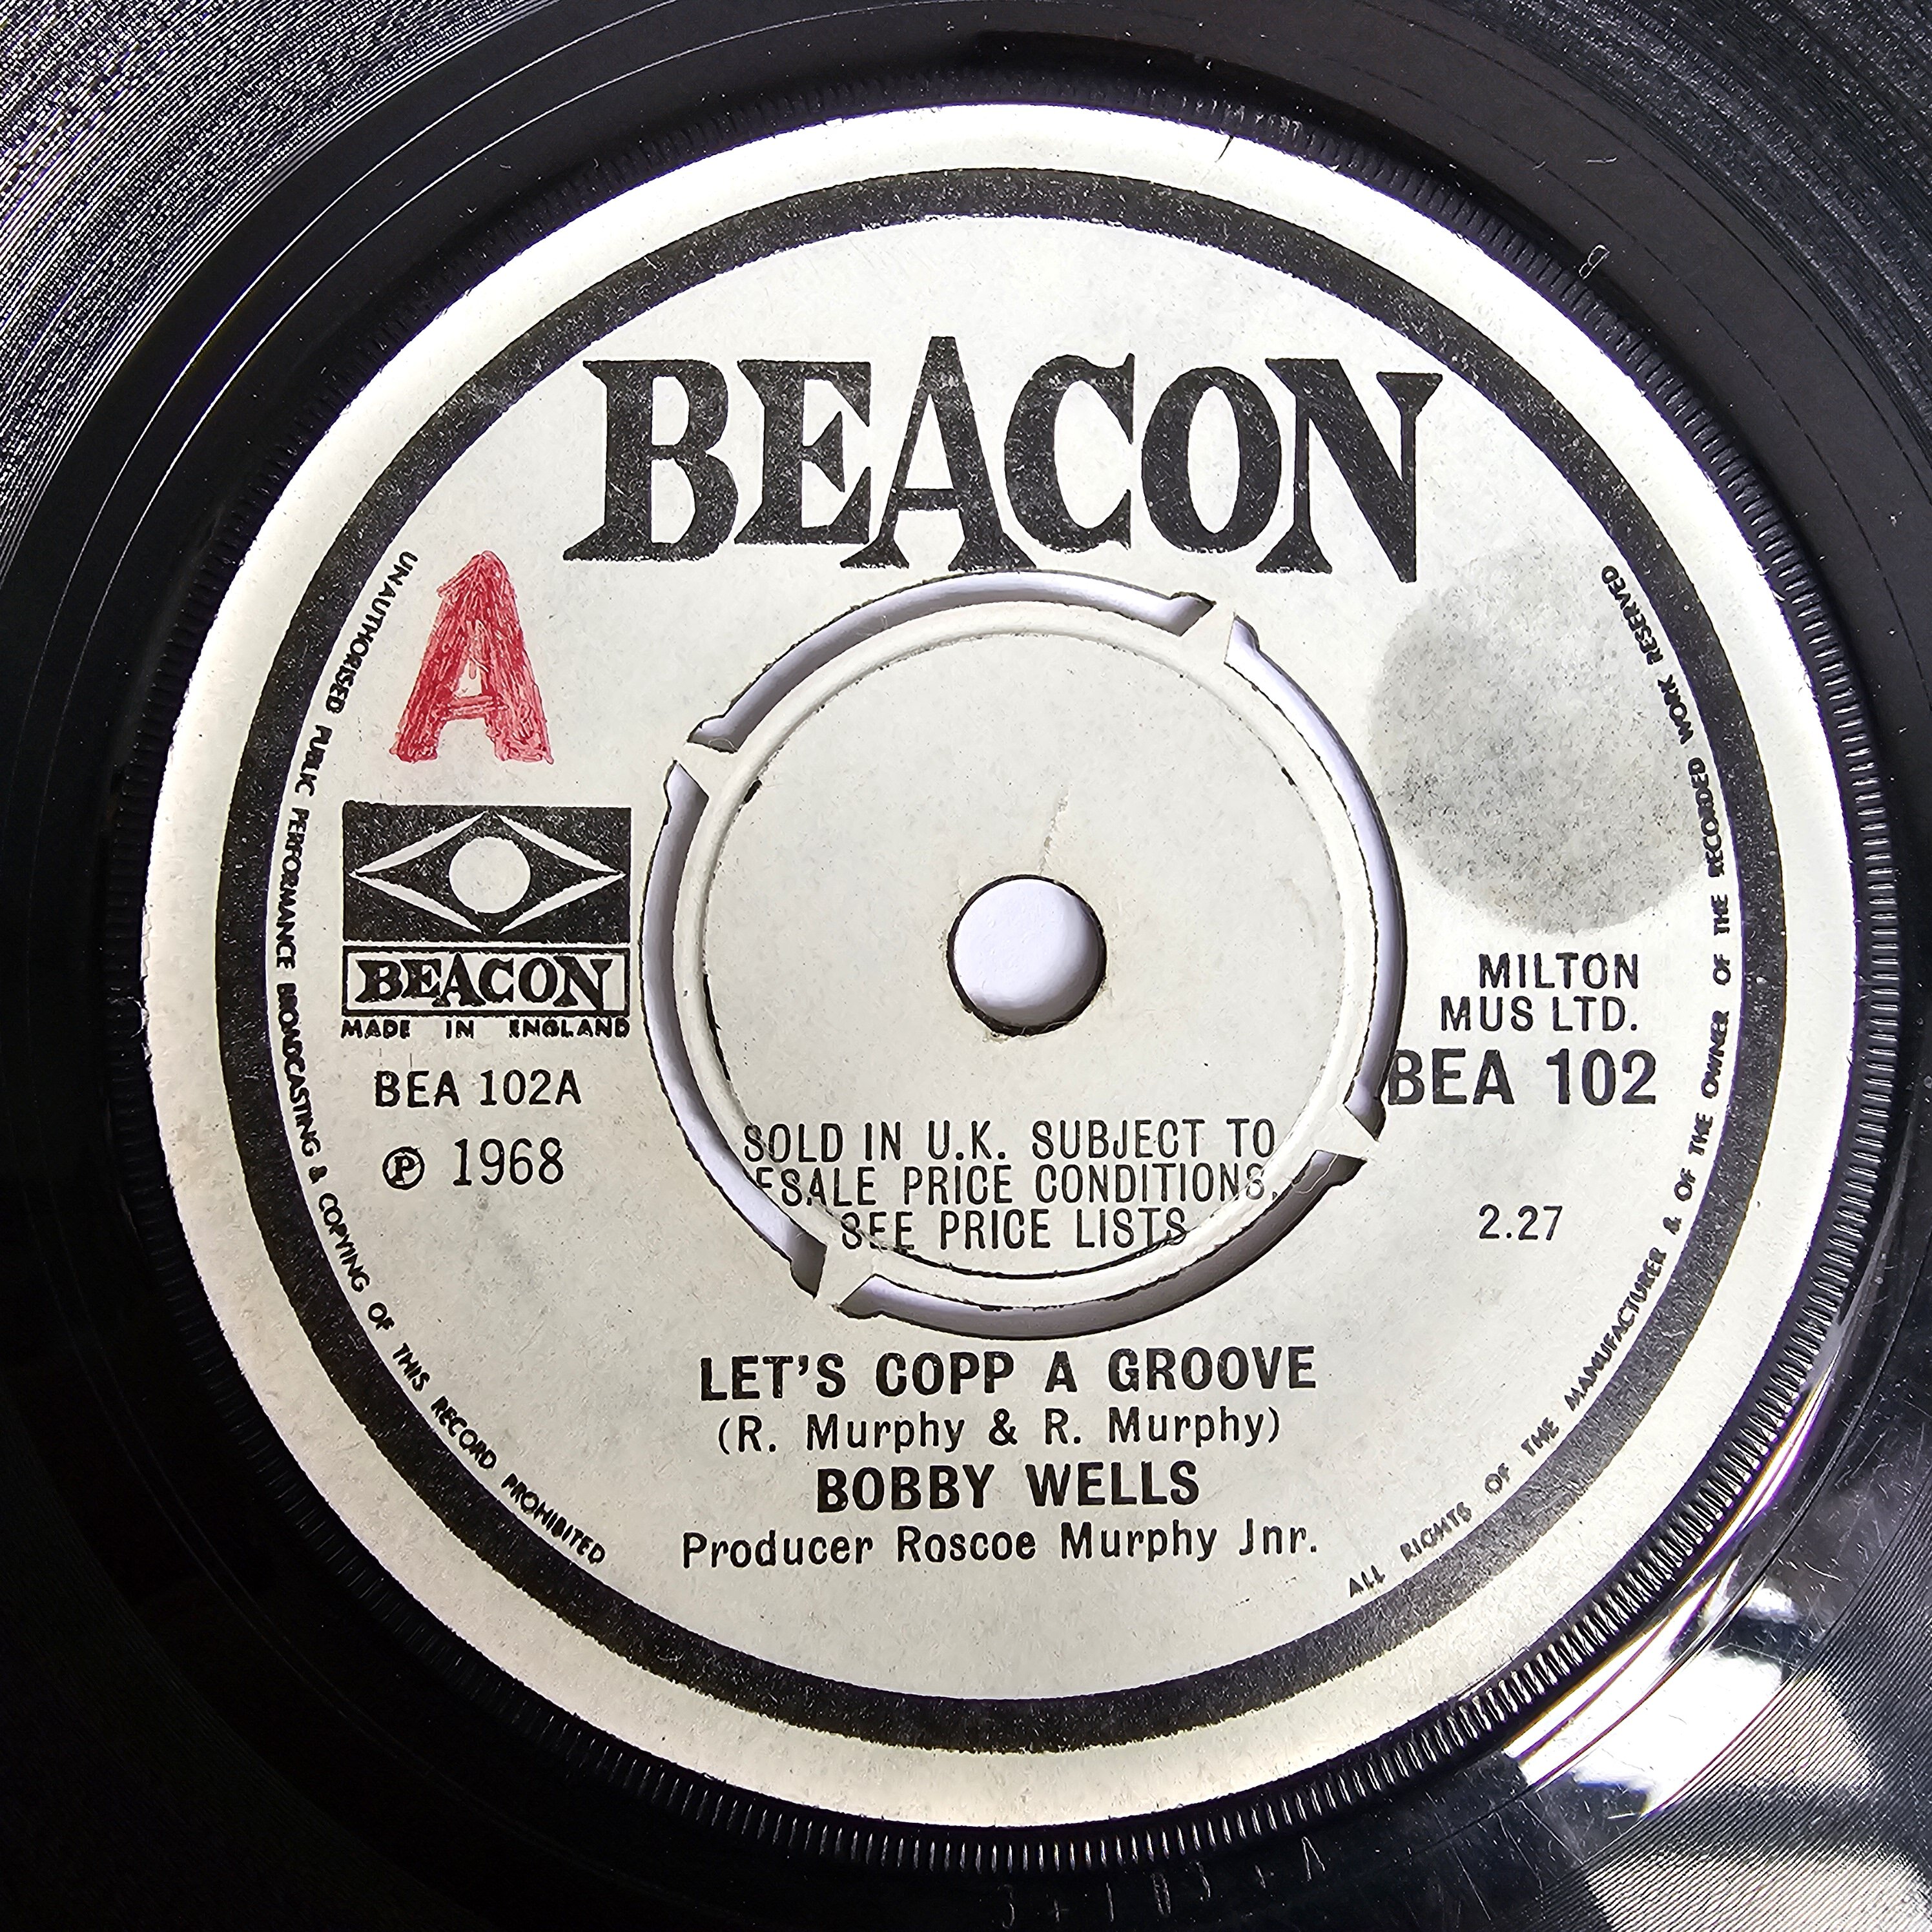 BEACON
A
BEACON
MADE IN ENGLAND
BEA 102A
Ⓟ 1968
MILTON
MUS LTD.
BEA 102
2.27
SOLD IN U.K. SUBJECT TO
ESALE PRICE CONDITIONS,
SEE PRICE LISTS
LET'S COPP A GROOVE
(R. Murphy & R. Murphy)
BOBBY WELLS
Producer Roscoe Murphy Jnr.
UNAUTHORISED PUBLIC PERFORMANCE BROADCASTING & COPYING OF THIS RECORD PROHIBITED
ALL RIGHTS OF THE MANUFACTURER & OF THE OWNER OF THE RECORDED WORK RESERVED